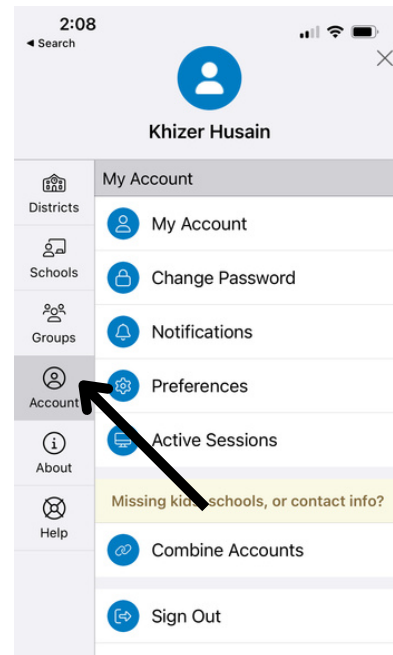 2:08
◄ Search
Khizer Husain
Districts
Schools
Groups
Account
About
Help
My Account
My Account
Change Password
Notifications
Preferences
Active Sessions
Missing kids, schools, or contact info?
Combine Accounts
Sign Out